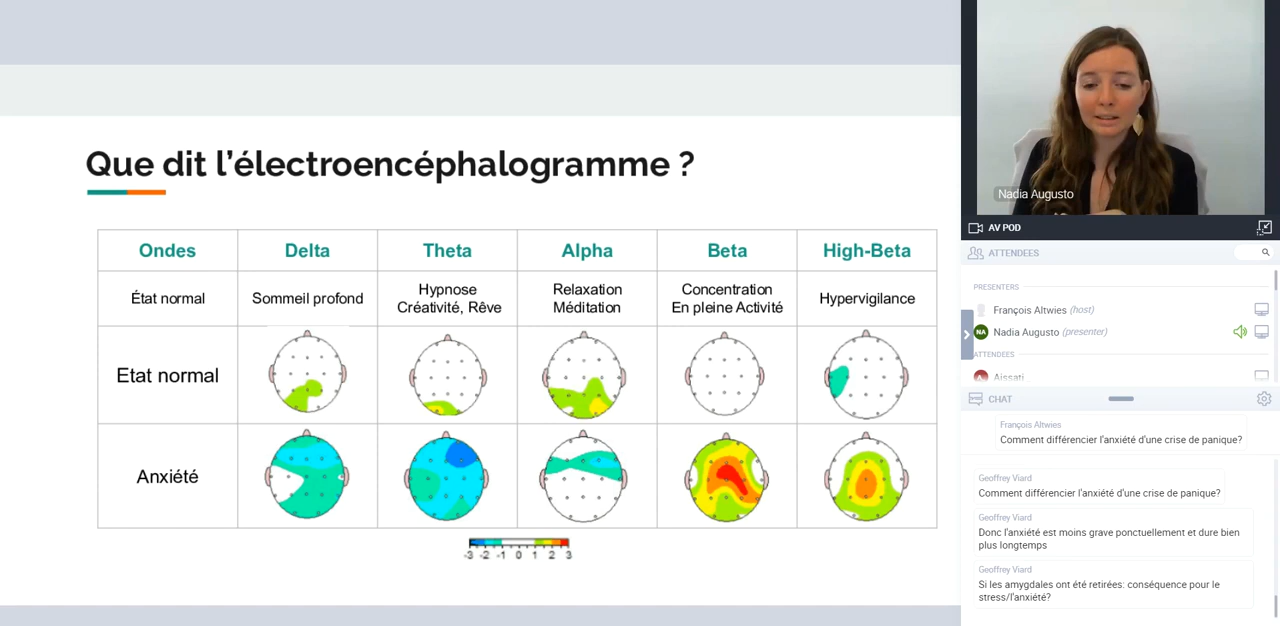 Que dit l'électroencéphalogramme ?
Ondes Delta Theta Alpha Beta High-Beta
État normal Sommeil profond Hypnose Relaxation Concentration Hypervigilance
Créativité, Rêve Méditation En pleine Activité
Etat normal
Anxiété
-3 -2 -1 0 1 2 3
Nadia Augusto
AV POD
ATTENDEES
PRESENTERS
François Altwies (host)
NA Nadia Augusto (presenter)
ATTENDEES
Aissati
CHAT
François Altwies
Comment différencier l'anxiété d'une crise de panique?
Geoffrey Viard
Comment différencier l'anxiété d'une crise de panique?
Geoffrey Viard
Donc l'anxiété est moins grave ponctuellement et dure bien
plus longtemps
Geoffrey Viard
Si les amygdales ont été retirées: conséquence pour le
stress/l'anxiété?